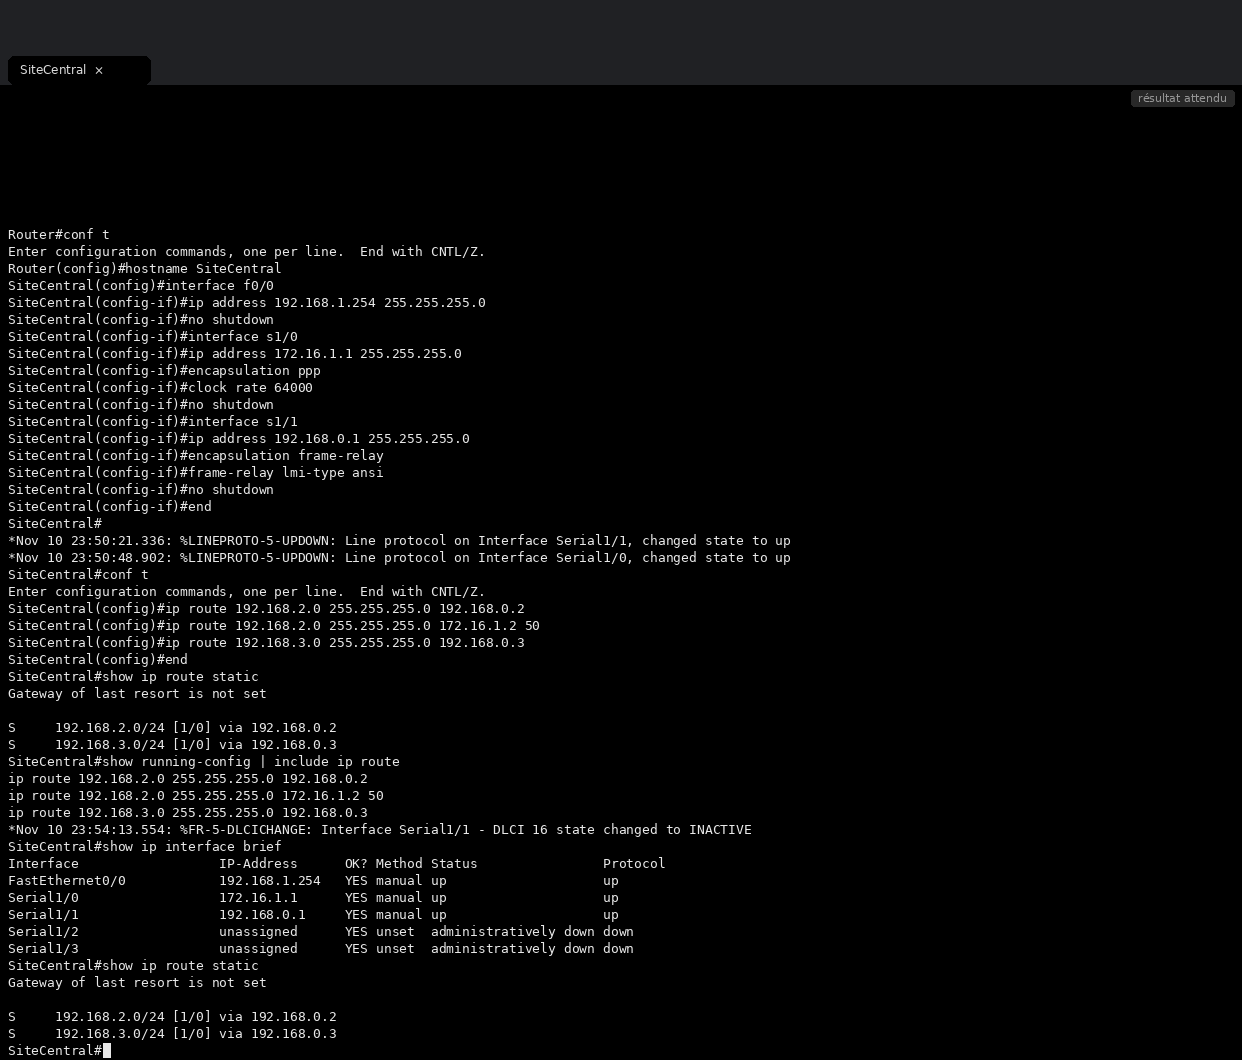 SiteCentral ×
résultat attendu
Router#conf t
Enter configuration commands, one per line.  End with CNTL/Z.
Router(config)#hostname SiteCentral
SiteCentral(config)#interface f0/0
SiteCentral(config-if)#ip address 192.168.1.254 255.255.255.0
SiteCentral(config-if)#no shutdown
SiteCentral(config-if)#interface s1/0
SiteCentral(config-if)#ip address 172.16.1.1 255.255.255.0
SiteCentral(config-if)#encapsulation ppp
SiteCentral(config-if)#clock rate 64000
SiteCentral(config-if)#no shutdown
SiteCentral(config-if)#interface s1/1
SiteCentral(config-if)#ip address 192.168.0.1 255.255.255.0
SiteCentral(config-if)#encapsulation frame-relay
SiteCentral(config-if)#frame-relay lmi-type ansi
SiteCentral(config-if)#no shutdown
SiteCentral(config-if)#end
SiteCentral#
*Nov 10 23:50:21.336: %LINEPROTO-5-UPDOWN: Line protocol on Interface Serial1/1, changed state to up
*Nov 10 23:50:48.902: %LINEPROTO-5-UPDOWN: Line protocol on Interface Serial1/0, changed state to up
SiteCentral#conf t
Enter configuration commands, one per line.  End with CNTL/Z.
SiteCentral(config)#ip route 192.168.2.0 255.255.255.0 192.168.0.2
SiteCentral(config)#ip route 192.168.2.0 255.255.255.0 172.16.1.2 50
SiteCentral(config)#ip route 192.168.3.0 255.255.255.0 192.168.0.3
SiteCentral(config)#end
SiteCentral#show ip route static
Gateway of last resort is not set
S     192.168.2.0/24 [1/0] via 192.168.0.2
S     192.168.3.0/24 [1/0] via 192.168.0.3
SiteCentral#show running-config | include ip route
ip route 192.168.2.0 255.255.255.0 192.168.0.2
ip route 192.168.2.0 255.255.255.0 172.16.1.2 50
ip route 192.168.3.0 255.255.255.0 192.168.0.3
*Nov 10 23:54:13.554: %FR-5-DLCICHANGE: Interface Serial1/1 - DLCI 16 state changed to INACTIVE
SiteCentral#show ip interface brief
Interface                  IP-Address      OK? Method Status                Protocol
FastEthernet0/0            192.168.1.254   YES manual up                    up
Serial1/0                  172.16.1.1      YES manual up                    up
Serial1/1                  192.168.0.1     YES manual up                    up
Serial1/2                  unassigned      YES unset  administratively down down
Serial1/3                  unassigned      YES unset  administratively down down
SiteCentral#show ip route static
Gateway of last resort is not set
S     192.168.2.0/24 [1/0] via 192.168.0.2
S     192.168.3.0/24 [1/0] via 192.168.0.3
SiteCentral#